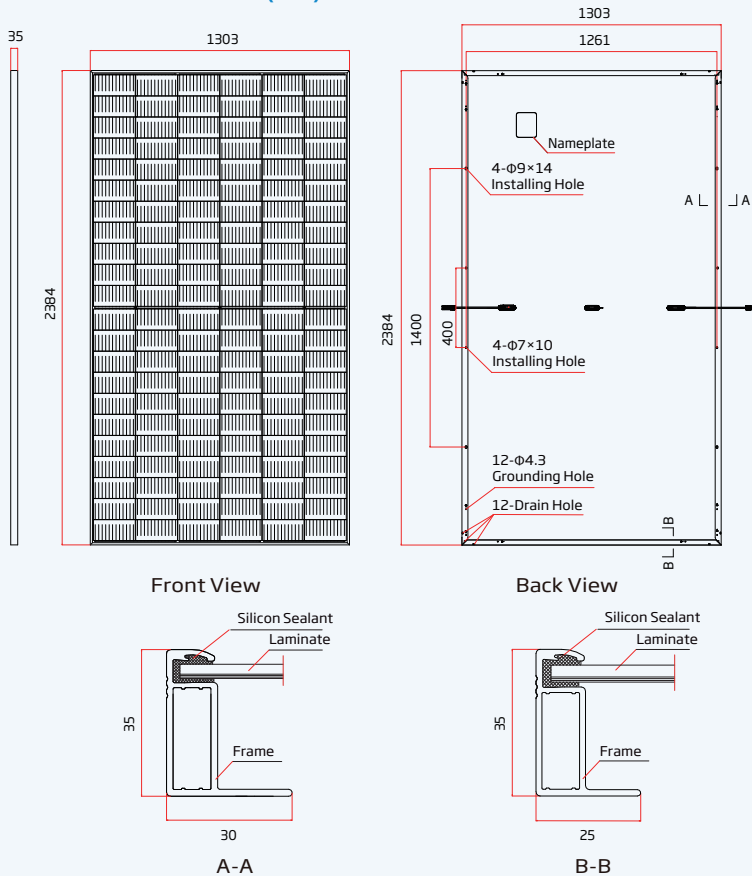 35
1303
2384
Front View
1303
1261
Nameplate
4-Φ9×14
Installing Hole
A
A
2384
1400
400
4-Φ7×10
Installing Hole
12-Φ4.3
Grounding Hole
12-Drain Hole
B
B
Back View
Silicon Sealant
Laminate
35
Frame
30
A-A
Silicon Sealant
Laminate
35
Frame
25
B-B